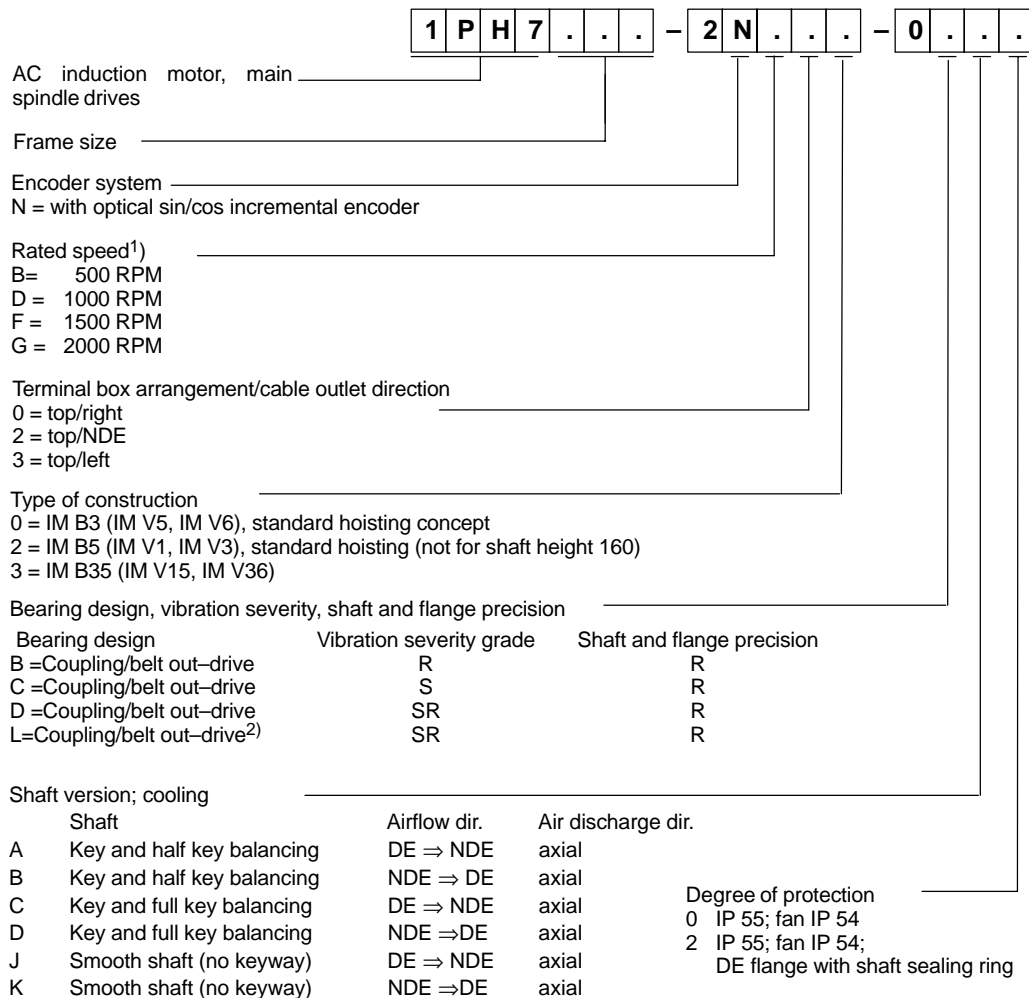 1 P H 7 . . . – 2 N . . . – 0 . . .
AC induction motor, main
spindle drives
Frame size
Encoder system
N = with optical sin/cos incremental encoder
Rated speed1)
B= 500 RPM
D = 1000 RPM
F = 1500 RPM
G = 2000 RPM
Terminal box arrangement/cable outlet direction
0 = top/right
2 = top/NDE
3 = top/left
Type of construction
0 = IM B3 (IM V5, IM V6), standard hoisting concept
2 = IM B5 (IM V1, IM V3), standard hoisting (not for shaft height 160)
3 = IM B35 (IM V15, IM V36)
Bearing design, vibration severity, shaft and flange precision
Bearing design Vibration severity grade Shaft and flange precision
B =Coupling/belt out–drive R R
C =Coupling/belt out–drive S R
D =Coupling/belt out–drive SR R
L=Coupling/belt out–drive2) SR R
Shaft version; cooling
Shaft Airflow dir. Air discharge dir.
A Key and half key balancing DE ⇒ NDE axial
B Key and half key balancing NDE ⇒ DE axial
C Key and full key balancing DE ⇒ NDE axial
D Key and full key balancing NDE ⇒DE axial
J Smooth shaft (no keyway) DE ⇒ NDE axial
K Smooth shaft (no keyway) NDE ⇒DE axial
Degree of protection
0 IP 55; fan IP 54
2 IP 55; fan IP 54;
DE flange with shaft sealing ring